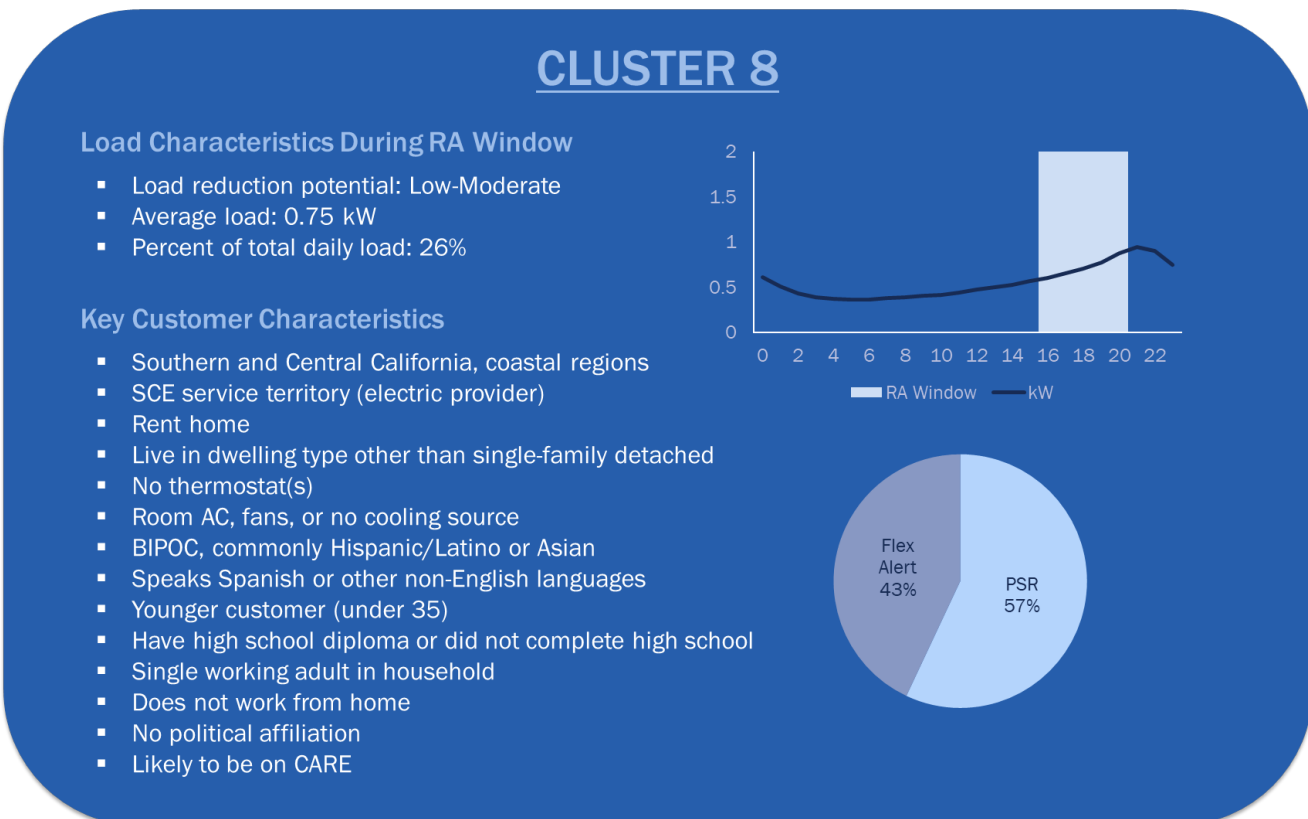 CLUSTER 8
Load Characteristics During RA Window
▪ Load reduction potential: Low-Moderate
▪ Average load: 0.75 kW
▪ Percent of total daily load: 26%
Key Customer Characteristics
▪ Southern and Central California, coastal regions
▪ SCE service territory (electric provider)
▪ Rent home
▪ Live in dwelling type other than single-family detached
▪ No thermostat(s)
▪ Room AC, fans, or no cooling source
▪ BIPOC, commonly Hispanic/Latino or Asian
▪ Speaks Spanish or other non-English languages
▪ Younger customer (under 35)
▪ Have high school diploma or did not complete high school
▪ Single working adult in household
▪ Does not work from home
▪ No political affiliation
▪ Likely to be on CARE
2
1.5
1
0.5
0
0 2 4 6 8 10 12 14 16 18 20 22
RA Window kW
Flex
Alert
43%
PSR
57%